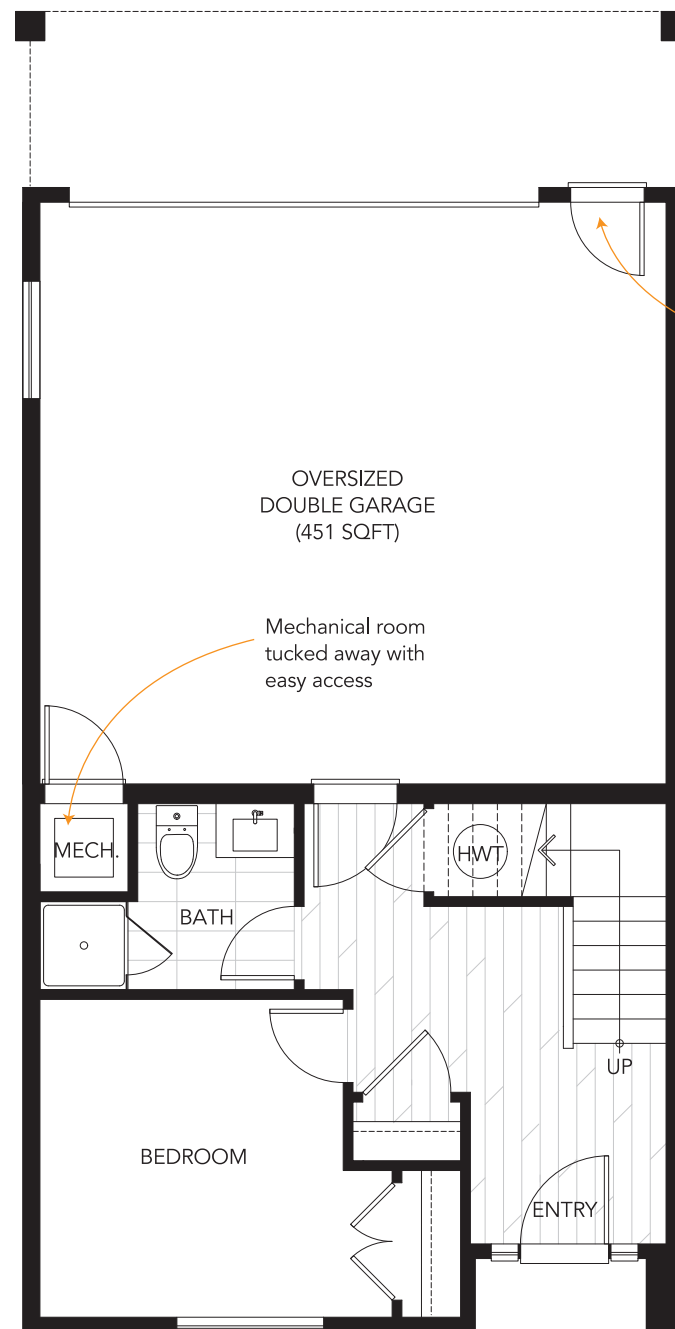 OVERSIZED
DOUBLE GARAGE
(451 SQFT)
Mechanical room
tucked away with
easy access
MECH.
HWT
BATH
UP
BEDROOM
ENTRY